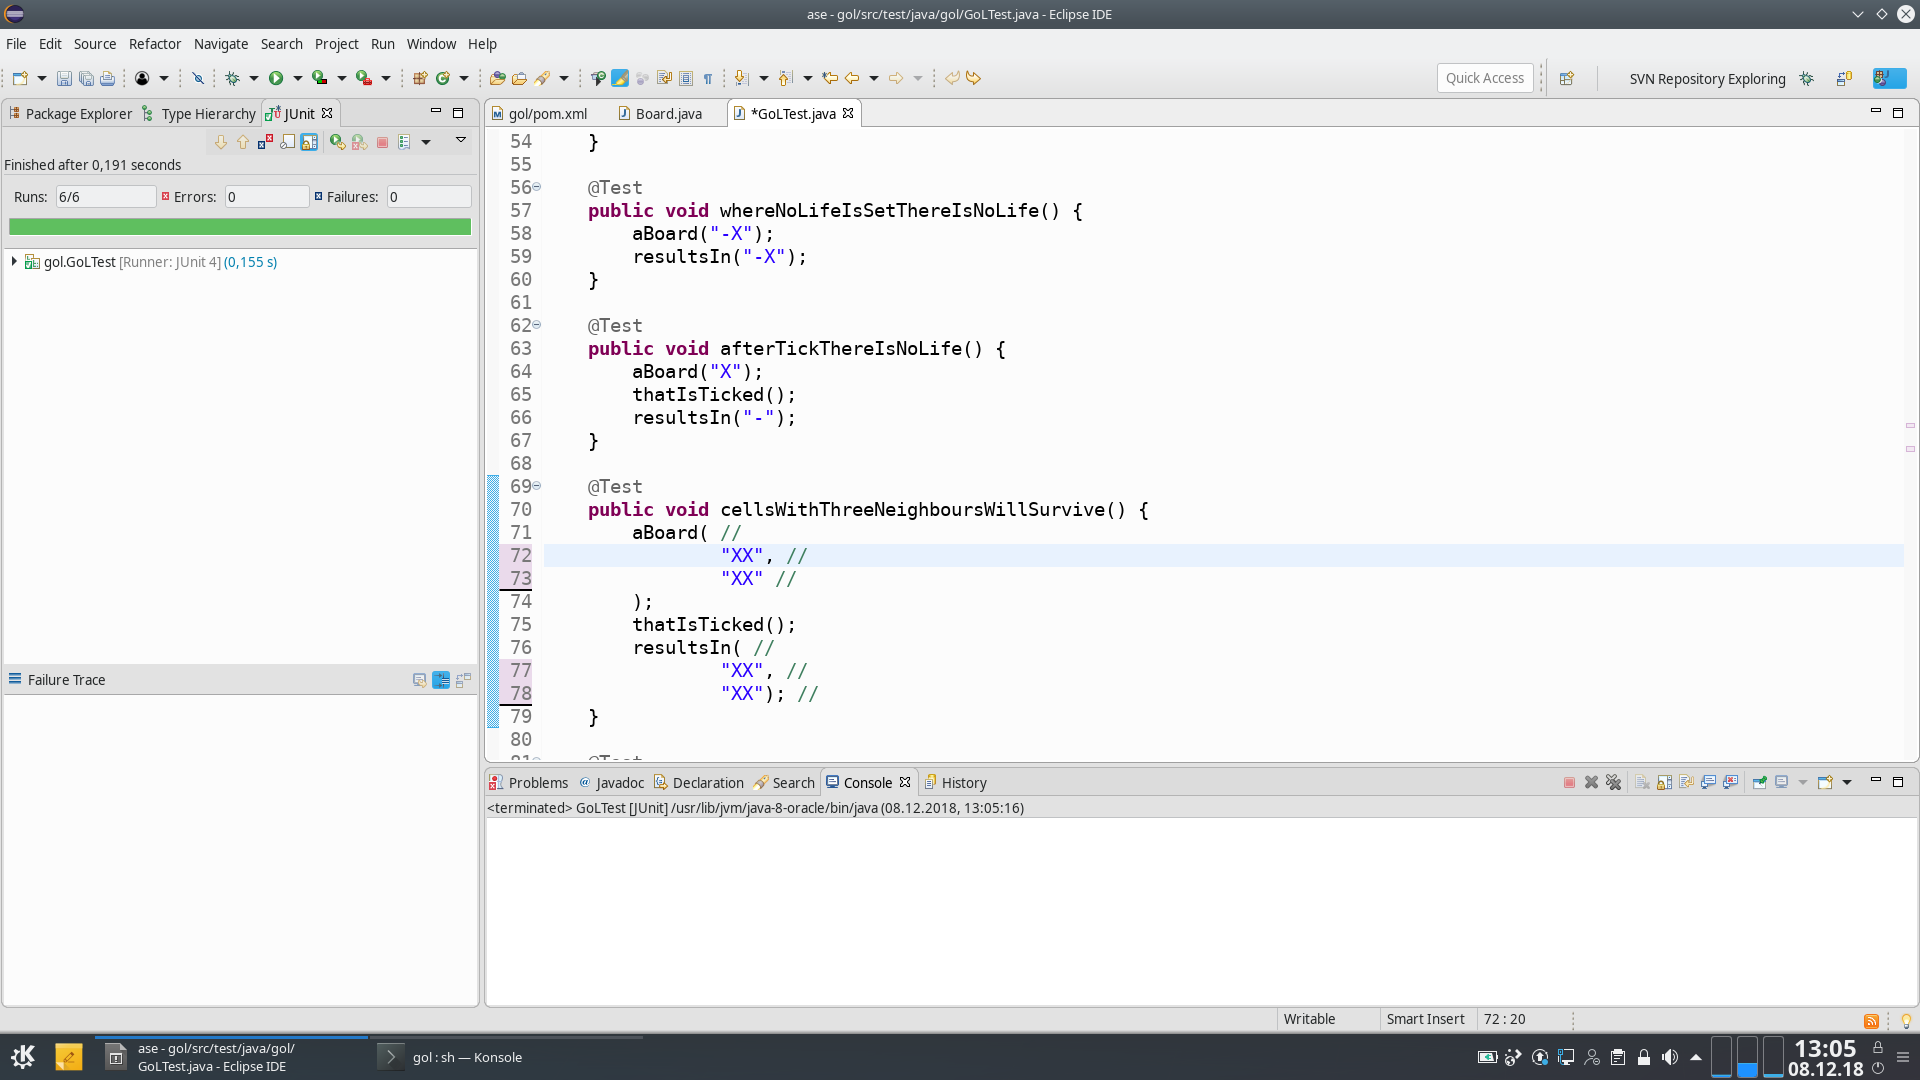 ase - gol/src/test/java/gol/GoLTest.java - Eclipse IDE
File Edit Source Refactor Navigate Search Project Run Window Help
Quick Access
SVN Repository Exploring
Package Explorer Type Hierarchy JUnit
gol/pom.xml Board.java *GoLTest.java
Finished after 0,191 seconds
Runs: 6/6 Errors: 0 Failures: 0
gol.GoLTest [Runner: JUnit 4] (0,155 s)
Failure Trace
54 }
55
56 @Test
57 public void whereNoLifeIsSetThereIsNoLife() {
58 aBoard("-X");
59 resultsIn("-X");
60 }
61
62 @Test
63 public void afterTickThereIsNoLife() {
64 aBoard("X");
65 thatIsTicked();
66 resultsIn("-");
67 }
68
69 @Test
70 public void cellsWithThreeNeighboursWillSurvive() {
71 aBoard( //
72 "XX", //
73 "XX" //
74 );
75 thatIsTicked();
76 resultsIn( //
77 "XX", //
78 "XX"); //
79 }
80
81 @Test
Problems Javadoc Declaration Search Console History
<terminated> GoLTest [JUnit] /usr/lib/jvm/java-8-oracle/bin/java (08.12.2018, 13:05:16)
Writable Smart Insert 72 : 20
ase - gol/src/test/java/gol/
GoLTest.java - Eclipse IDE
gol : sh — Konsole
13:05
08.12.18